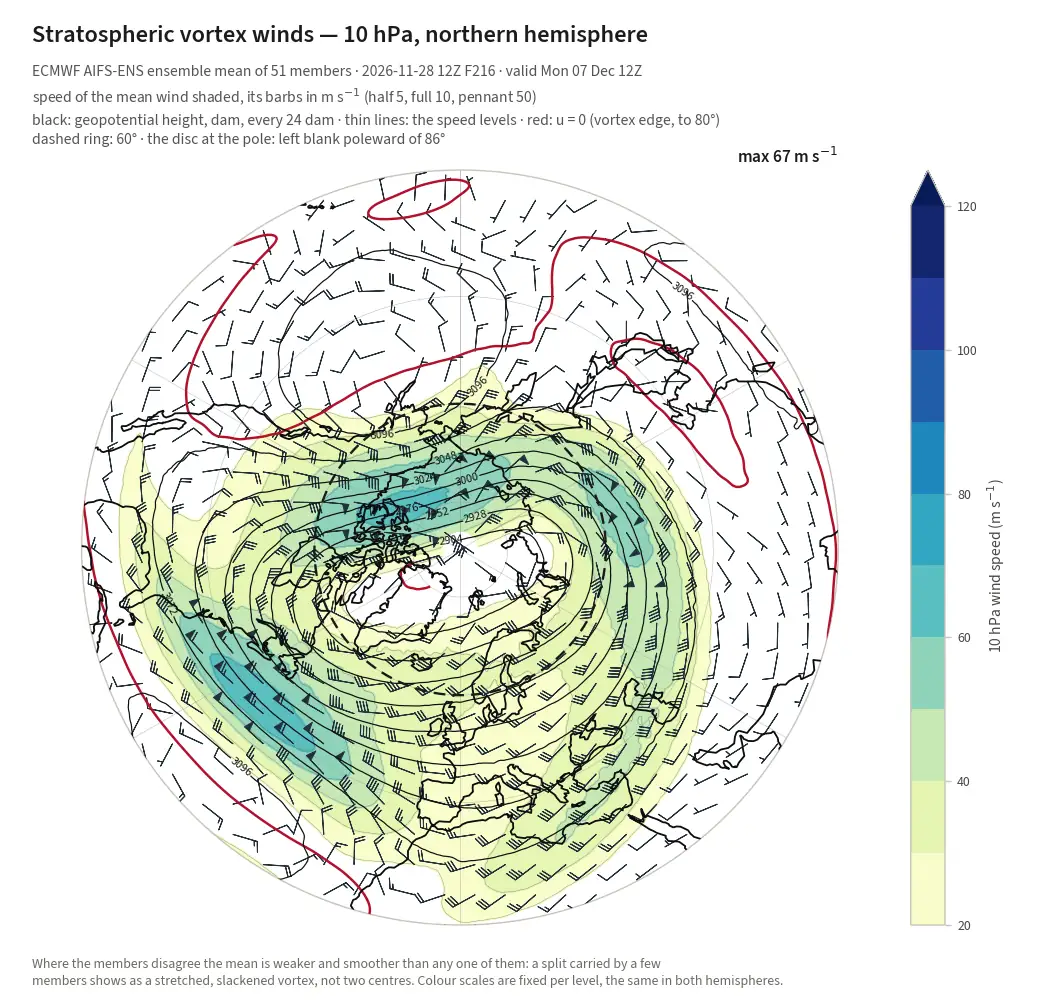 Stratospheric vortex winds — 10 hPa, northern hemisphere
ECMWF AIFS-ENS ensemble mean of 51 members · 2026-11-28 12Z F216 · valid Mon 07 Dec 12Z
speed of the mean wind shaded, its barbs in m s⁻¹ (half 5, full 10, pennant 50)
black: geopotential height, dam, every 24 dam · thin lines: the speed levels · red: u = 0 (vortex edge, to 80°)
dashed ring: 60° · the disc at the pole: left blank poleward of 86°
max 67 m s⁻¹
120
100
80
60
40
20
10 hPa wind speed (m s⁻¹)
3096
3096
3096
3048
3000
2928
2904
3096
Where the members disagree the mean is weaker and smoother than any one of them: a split carried by a few
members shows as a stretched, slackened vortex, not two centres. Colour scales are fixed per level, the same in both hemispheres.